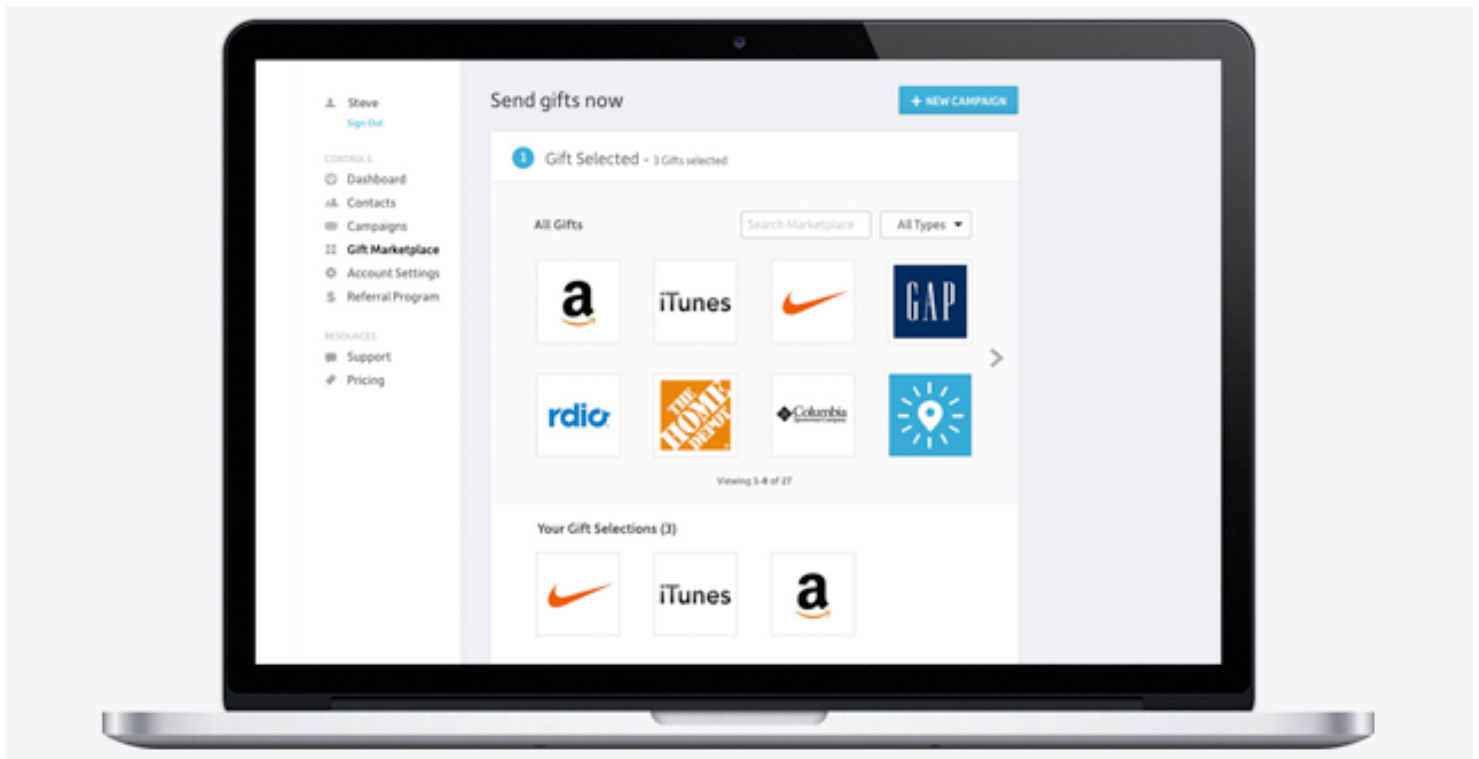 Steve
Sign Out
CONTROLS
Dashboard
Contacts
Campaigns
Gift Marketplace
Account Settings
$ Referral Program
RESOURCES
Support
Pricing
Send gifts now
+ NEW CAMPAIGN
1 Gift Selected - 3 Gifts selected
All Gifts
Search Marketplace
All Types
a
iTunes
GAP
rdio
THE
HOME
DEPOT
Columbia
Sportswear Company
Viewing 1-8 of 27
Your Gift Selections (3)
iTunes
a